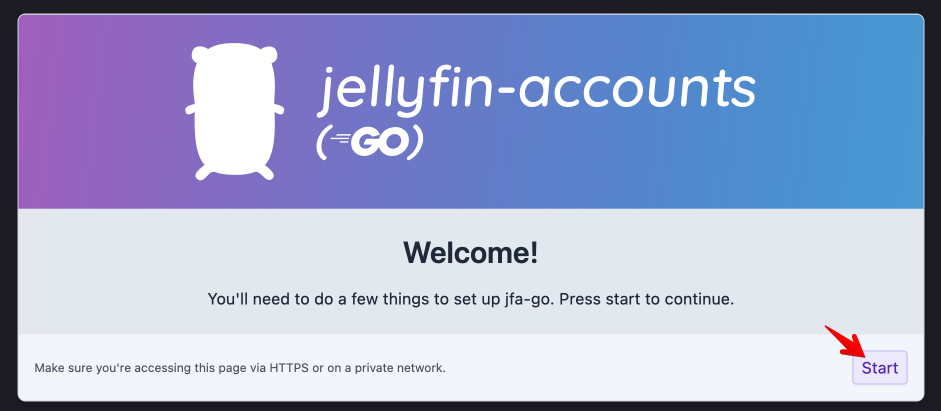 jellyfin-accounts
(GO)
Welcome!
You'll need to do a few things to set up jfa-go. Press start to continue.
Make sure you're accessing this page via HTTPS or on a private network.
Start